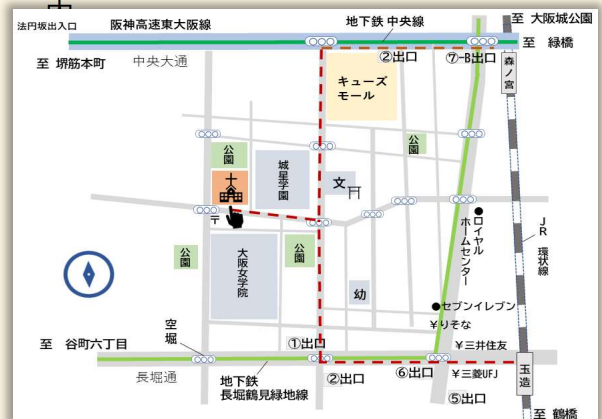 法円坂出入口
阪神高速東大阪線
地下鉄 中央線
至 大阪城公園
至 緑橋
至 堺筋本町
中央大通
②出口
⑦-B出口
森ノ宮
キューズ
モール
公園
城星学園
公園
文
〒
大阪女学院
公園
公園
●ロイヤル
ホームセンター
JR 環状線
幼
●セブンイレブン
¥りそな
空堀
①出口
¥三井住友
至 谷町六丁目
玉造
長堀通
地下鉄
長堀鶴見緑地線
②出口
⑥出口
¥三菱UFJ
⑤出口
至 鶴橋